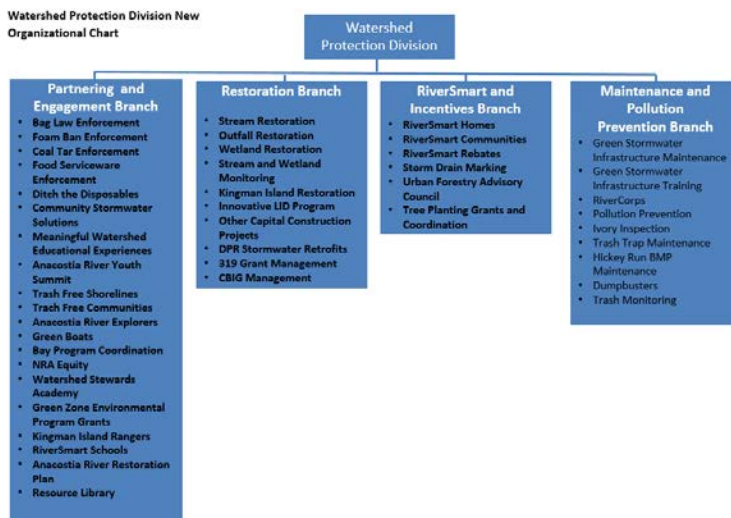 Watershed Protection Division New
Organizational Chart
Watershed
Protection Division
Partnering and
Engagement Branch
• Bag Law Enforcement
• Foam Ban Enforcement
• Coal Tar Enforcement
• Food Serviceware
Enforcement
• Ditch the Disposables
• Community Stormwater
Solutions
• Meaningful Watershed
Educational Experiences
• Anacostia River Youth
Summit
• Trash Free Shorelines
• Trach Free Communities
• Anacostia River Explorers
• Green Boats
• Bay Program Coordination
• NRA Equity
• Watershed Stewards
Academy
• Green Zone Environmental
Program Grants
• Kingman Island Rangers
• RiverSmart Schools
• Anacostia River Restoration
Plan
• Resource Library
Restoration Branch
• Stream Restoration
• Outfall Restoration
• Wetland Restoration
• Stream and Wetland
Monitoring
• Kingman Island Restoration
• Innovative LID Program
• Other Capital Construction
Projects
• DPR Stormwater Retrofits
• 319 Grant Management
• CBIG Management
RiverSmart and
Incentives Branch
• RiverSmart Homes
• RiverSmart Communities
• RiverSmart Rebates
• Storm Drain Marking
• Urban Forestry Advisory
Council
• Tree Planting Grants and
Coordination
Maintenance and
Pollution
Prevention Branch
• Green Stormwater
Infrastructure Maintenance
• Green Stormwater
Infrastructure Training
• RiverCorps
• Pollution Prevention
• Ivory Inspection
• Trash Trap Maintenance
• Hickey Run BMP
Maintenance
• Dumpbusters
• Trash Monitoring